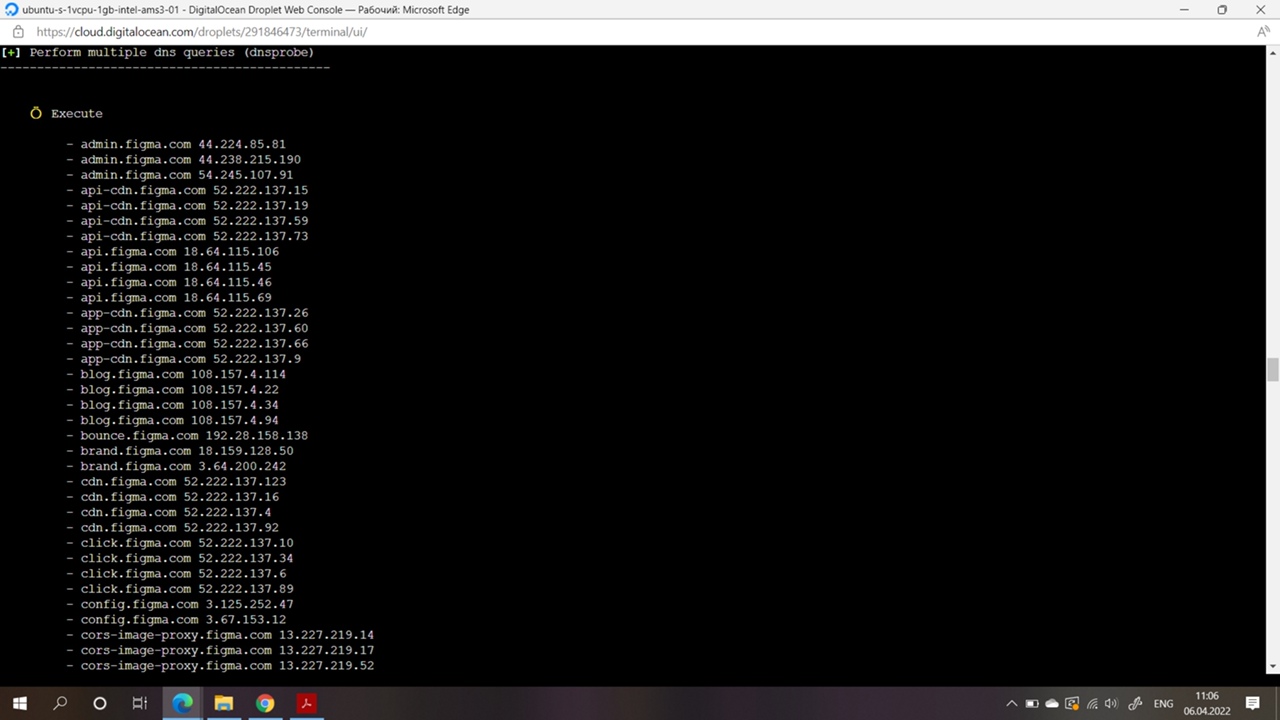 ubuntu-s-1vcpu-1gb-intel-ams3-01 - DigitalOcean Droplet Web Console — Рабочий: Microsoft Edge
https://cloud.digitalocean.com/droplets/291846473/terminal/ui/
[+] Perform multiple dns queries (dnsprobe)
--------------------------------------------
Execute
- admin.figma.com 44.224.85.81
- admin.figma.com 44.238.215.190
- admin.figma.com 54.245.107.91
- api-cdn.figma.com 52.222.137.15
- api-cdn.figma.com 52.222.137.19
- api-cdn.figma.com 52.222.137.59
- api-cdn.figma.com 52.222.137.73
- api.figma.com 18.64.115.106
- api.figma.com 18.64.115.45
- api.figma.com 18.64.115.46
- api.figma.com 18.64.115.69
- app-cdn.figma.com 52.222.137.26
- app-cdn.figma.com 52.222.137.60
- app-cdn.figma.com 52.222.137.66
- app-cdn.figma.com 52.222.137.9
- blog.figma.com 108.157.4.114
- blog.figma.com 108.157.4.22
- blog.figma.com 108.157.4.34
- blog.figma.com 108.157.4.94
- bounce.figma.com 192.28.158.138
- brand.figma.com 18.159.128.50
- brand.figma.com 3.64.200.242
- cdn.figma.com 52.222.137.123
- cdn.figma.com 52.222.137.16
- cdn.figma.com 52.222.137.4
- cdn.figma.com 52.222.137.92
- click.figma.com 52.222.137.10
- click.figma.com 52.222.137.34
- click.figma.com 52.222.137.6
- click.figma.com 52.222.137.89
- config.figma.com 3.125.252.47
- config.figma.com 3.67.153.12
- cors-image-proxy.figma.com 13.227.219.14
- cors-image-proxy.figma.com 13.227.219.17
- cors-image-proxy.figma.com 13.227.219.52
ENG
11:06
06.04.2022